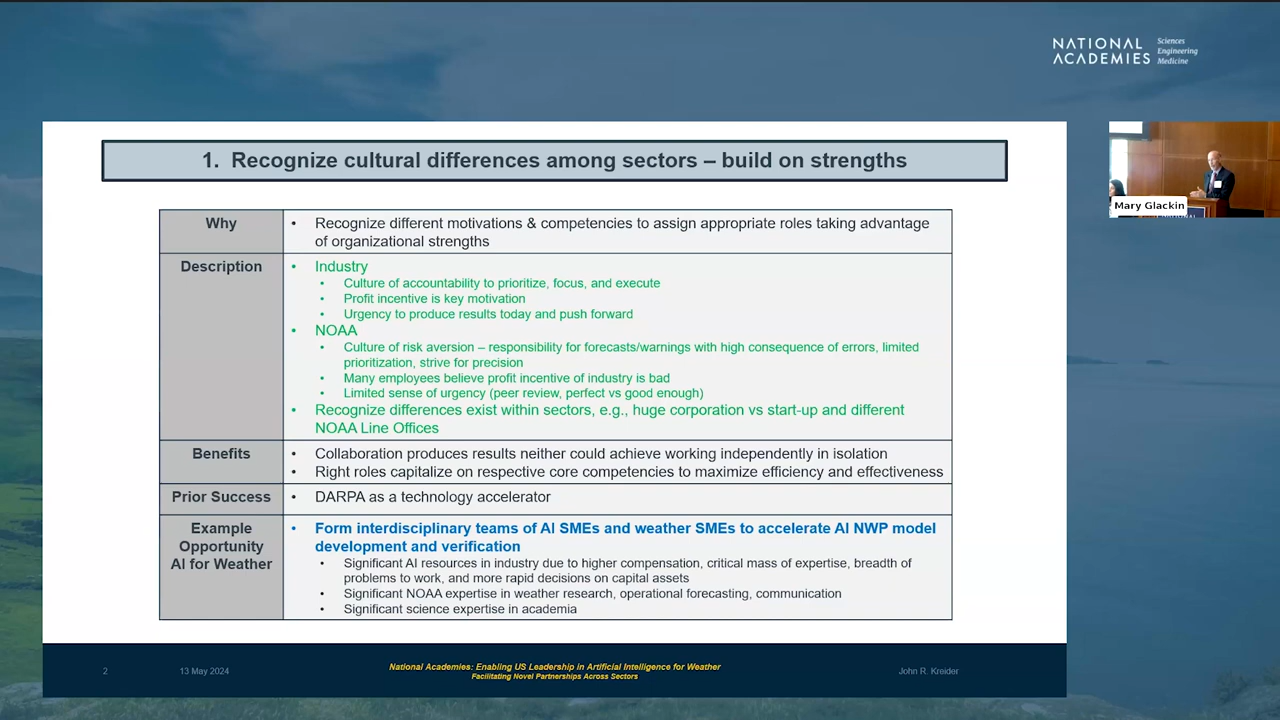 NATIONAL
ACADEMIES
Sciences
Engineering
Medicine
1. Recognize cultural differences among sectors – build on strengths
Why
• Recognize different motivations & competencies to assign appropriate roles taking advantage
of organizational strengths
Description
• Industry
• Culture of accountability to prioritize, focus, and execute
• Profit incentive is key motivation
• Urgency to produce results today and push forward
• NOAA
• Culture of risk aversion – responsibility for forecasts/warnings with high consequence of errors, limited
prioritization, strive for precision
• Many employees believe profit incentive of industry is bad
• Limited sense of urgency (peer review, perfect vs good enough)
• Recognize differences exist within sectors, e.g., huge corporation vs start-up and different
NOAA Line Offices
Benefits
• Collaboration produces results neither could achieve working independently in isolation
• Right roles capitalize on respective core competencies to maximize efficiency and effectiveness
Prior Success
• DARPA as a technology accelerator
Example
Opportunity
AI for Weather
• Form interdisciplinary teams of AI SMEs and weather SMEs to accelerate AI NWP model
development and verification
• Significant AI resources in industry due to higher compensation, critical mass of expertise, breadth of
problems to work, and more rapid decisions on capital assets
• Significant NOAA expertise in weather research, operational forecasting, communication
• Significant science expertise in academia
2
13 May 2024
National Academies: Enabling US Leadership in Artificial Intelligence for Weather
Facilitating Novel Partnerships Across Sectors
John R. Kreider
Mary Glackin